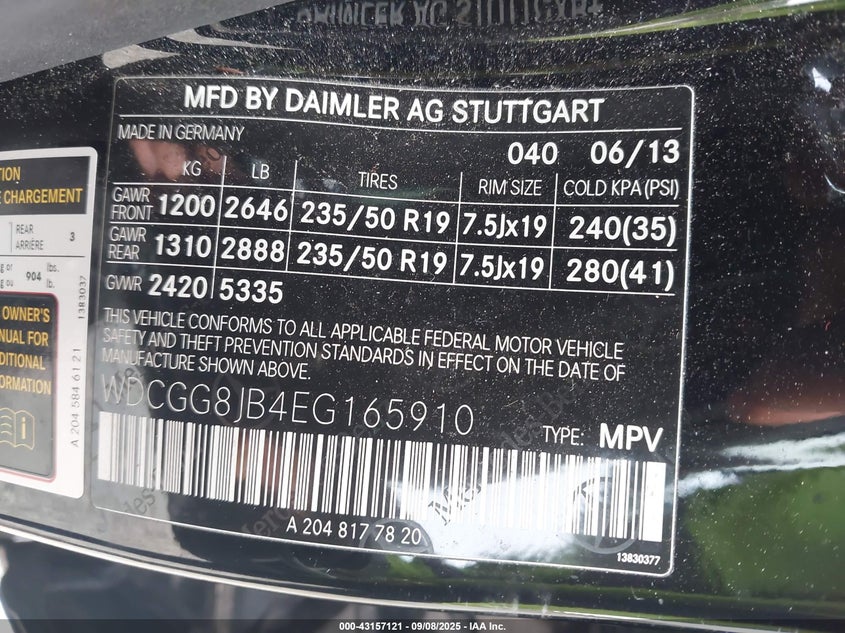 MFD BY DAIMLER AG STUTTGART
MADE IN GERMANY
040 06/13
KG LB TIRES RIM SIZE COLD KPA(PSI)
GAWR FRONT 1200 2646 235/50 R19 7.5Jx19 240(35)
GAWR REAR 1310 2888 235/50 R19 7.5Jx19 280(41)
GWR 2420 5335
THIS VEHICLE CONFORMS TO ALL APPLICABLE FEDERAL MOTOR VEHICLE
SAFETY AND THEFT PREVENTION STANDARDS IN EFFECT ON THE DATE OF
MANUFACTURE SHOWN ABOVE.
WDCGG8JB4EG165910
TYPE: MPV
A 204 817 78 20
13830377
CHARGEMENT
REAR
ARRIÈRE
3
904 lbs.
lb.
1383037
OWNER'S
FOR
A 204 584 61 21
000-43157121 - 09/08/2025 - IAA Inc.